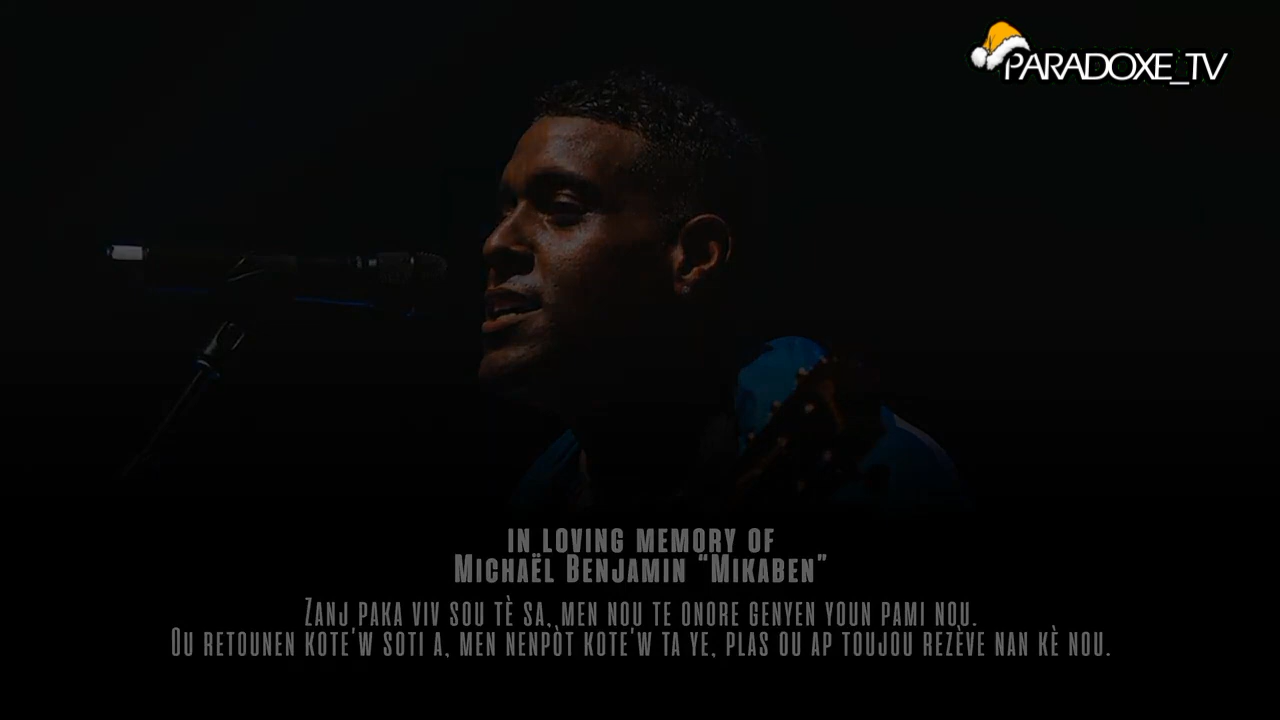 PARADOXE_TV
IN LOVING MEMORY OF
MICHAËL BENJAMIN “MIKABEN”
ZANJ PAKA VIV SOU TÈ SA, MEN NOU TE ONORE GENYEN YOUN PAMI NOU.
OU RETOUNEN KOTE'W SOTI A, MEN NENPÒT KOTE'W TA YE, PLAS OU AP TOUJOU REZÈVE NAN KÈ NOU.